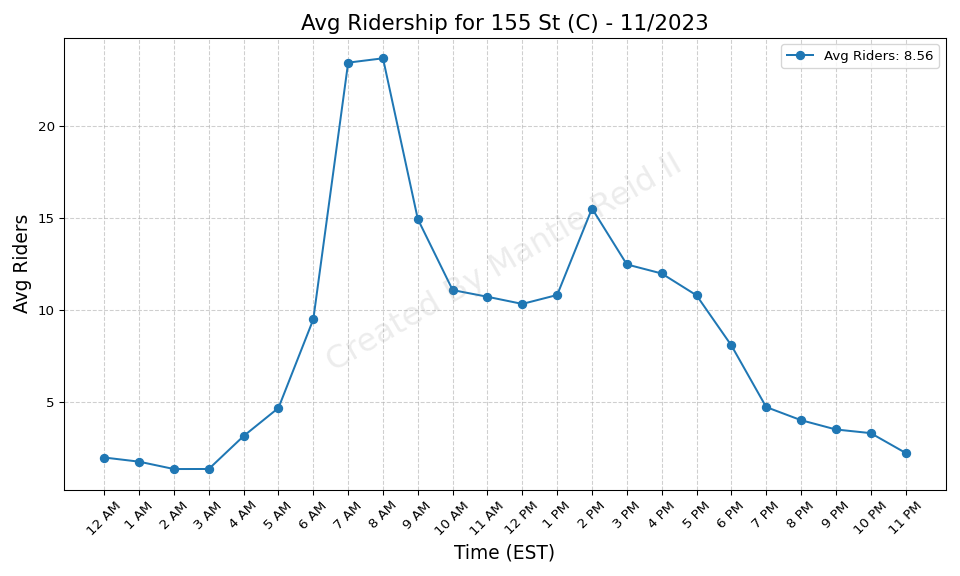 Avg Ridership for 155 St (C) - 11/2023
Avg Riders: 8.56
Avg Riders
20
15
10
5
Created By Mantle Reid II
12 AM
1 AM
2 AM
3 AM
4 AM
5 AM
6 AM
7 AM
8 AM
9 AM
10 AM
11 AM
12 PM
1 PM
2 PM
3 PM
4 PM
5 PM
6 PM
7 PM
8 PM
9 PM
10 PM
11 PM
Time (EST)